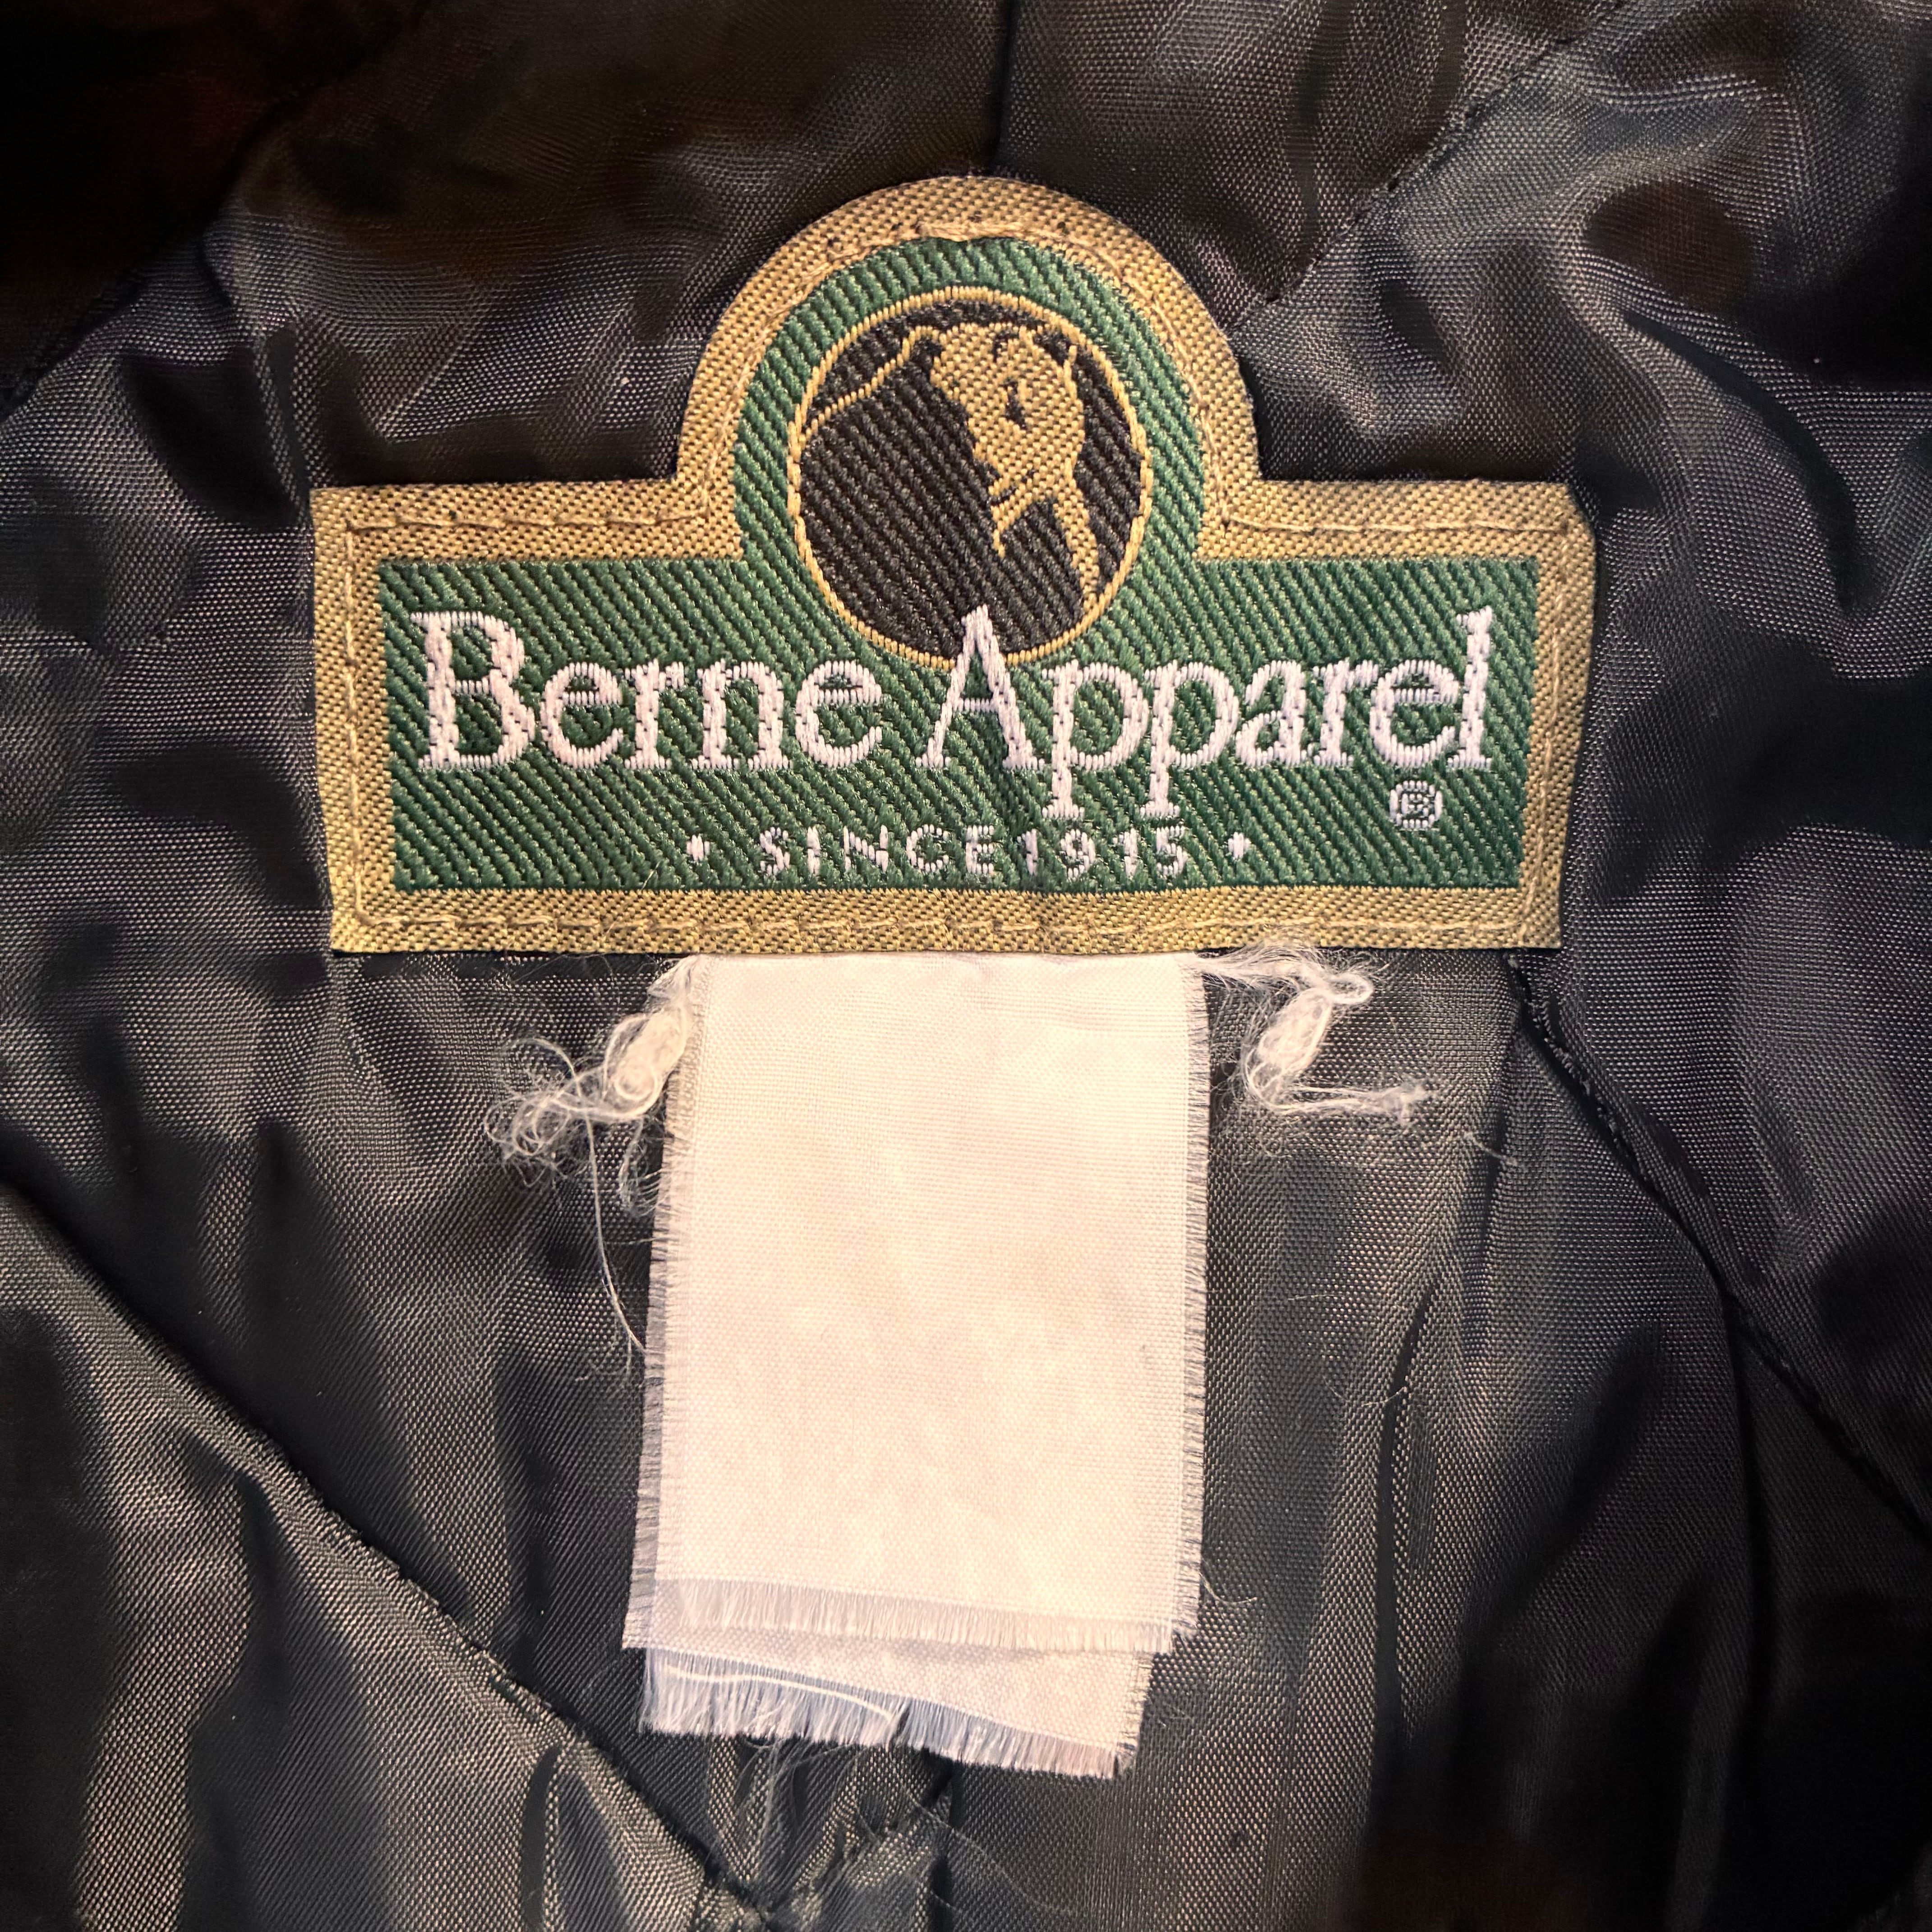 Berne Apparel
®
• SINCE 1915 •